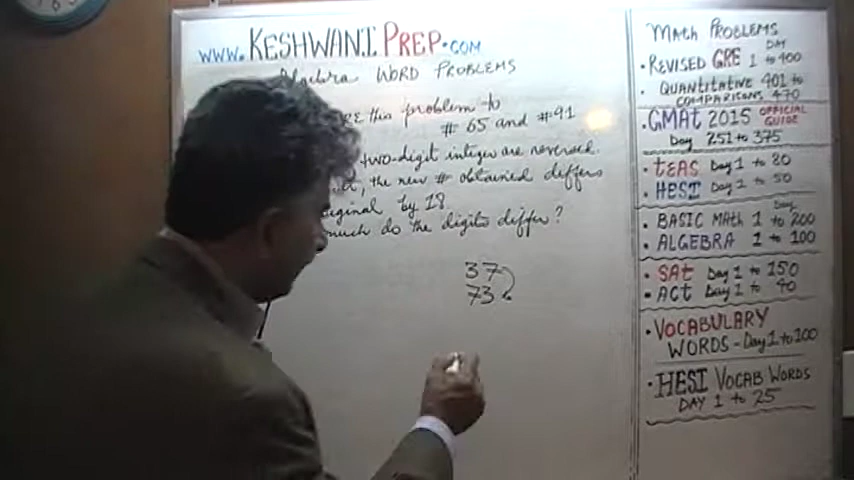 www.KESHWANI PREP.COM
Algebra WORD PROBLEMS
this problem to
# 65 and #91
two-digit integer are reversed.
, the new # obtained differs
original by 18
much do the digits differ?
37
73
MATH PROBLEMS
• REVISED GRE DAY 1 to 400
• QUANTITATIVE 401 to
COMPARISONS 470
• GMAT 2015 OFFICIAL GUIDE
Day 251 to 375
• TEAS Day 1 to 80
• HESI Day 1 to 50
Day
• BASIC MATH 1 to 200
• ALGEBRA 1 to 100
• SAT Day 1 to 150
• ACT Day 1 to 40
• VOCABULARY
WORDS - Day 1 to 100
• HESI VOCAB WORDS
DAY 1 to 25